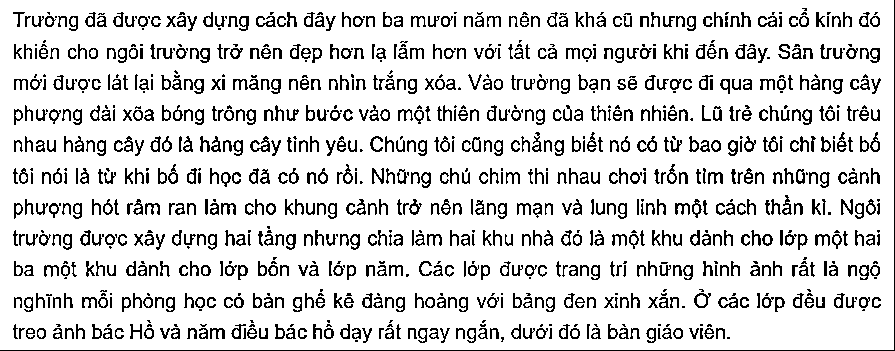 Trường đã được xây dựng cách đây hơn ba mươi năm nên đã khá cũ nhưng chính cái cổ kính đó
khiến cho ngôi trường trở nên đẹp hơn lạ lẫm hơn với tất cả mọi người khi đến đây. Sân trường
mới được lát lại bằng xi măng nên nhìn trắng xóa. Vào trường bạn sẽ được đi qua một hàng cây
phượng dài xõa bóng trông như bước vào một thiên đường của thiên nhiên. Lũ trẻ chúng tôi trêu
nhau hàng cây đó là hàng cây tình yêu. Chúng tôi cũng chẳng biết nó có từ bao giờ tôi chỉ biết bố
tôi nói là từ khi bố đi học đã có nó rồi. Những chú chim thi nhau chơi trốn tìm trên những cành
phượng hót râm ran làm cho khung cảnh trở nên lãng mạn và lung linh một cách thần kì. Ngôi
trường được xây dựng hai tầng nhưng chia làm hai khu nhà đó là một khu dành cho lớp một hai
ba một khu dành cho lớp bốn và lớp năm. Các lớp được trang trí những hình ảnh rất là ngộ
nghĩnh mỗi phòng học có bàn ghế kê đàng hoàng với bảng đen xinh xắn. Ở các lớp đều được
treo ảnh bác Hồ và năm điều bác hồ dạy rất ngay ngắn, dưới đó là bàn giáo viên.